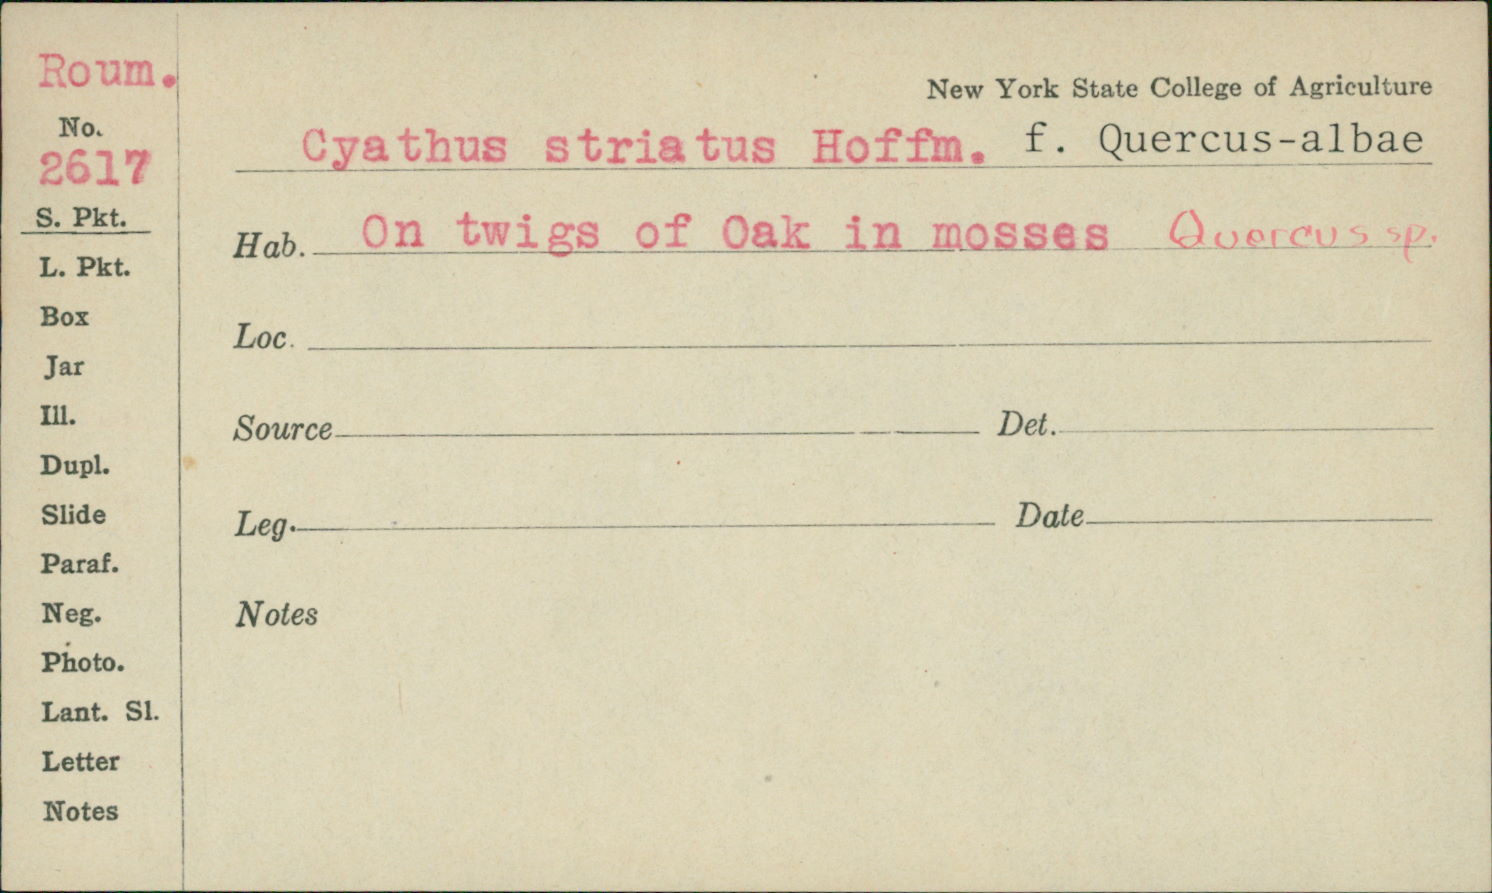 Roum.
No.
2617
S. Pkt.
L. Pkt.
Box
Jar
Ill.
Dupl.
Slide
Paraf.
Neg.
Photo.
Lant. Sl.
Letter
Notes
New York State College of Agriculture
Cyathus striatus Hoffm. f. Quercus-albae
Hab. On twigs of Oak in mosses Quercus sp.
Loc.
Source Det.
Leg. Date
Notes